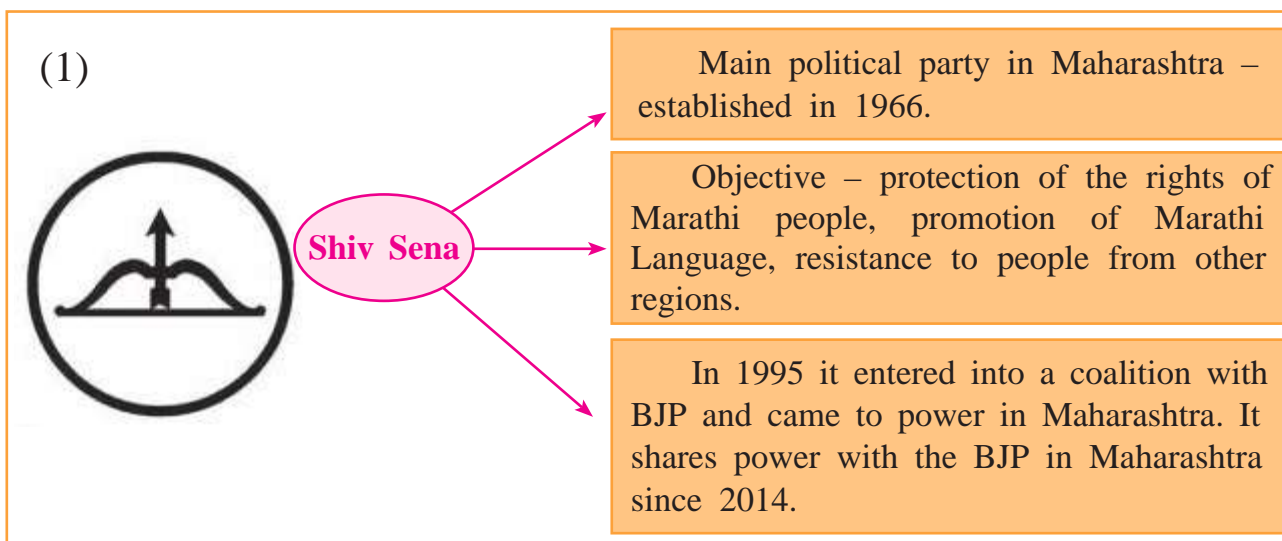 (1)
Shiv Sena
Main political party in Maharashtra –
established in 1966.
Objective – protection of the rights of
Marathi people, promotion of Marathi
Language, resistance to people from other
regions.
In 1995 it entered into a coalition with
BJP and came to power in Maharashtra. It
shares power with the BJP in Maharashtra
since 2014.